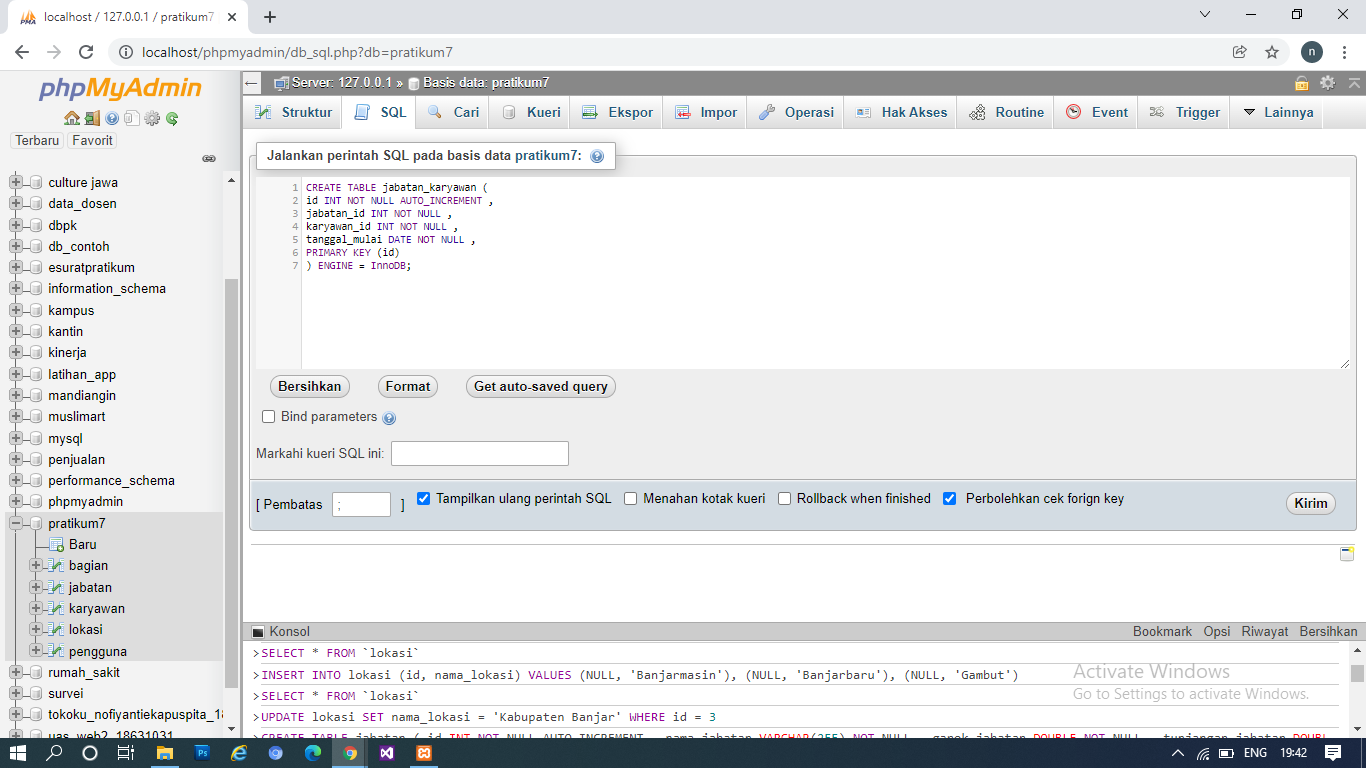 localhost / 127.0.0.1 / pratikum7
localhost/phpmyadmin/db_sql.php?db=pratikum7
n
phpMyAdmin
Terbaru Favorit
culture jawa
data_dosen
dbpk
db_contoh
esuratpratikum
information_schema
kampus
kantin
kinerja
latihan_app
mandiangin
muslimart
mysql
penjualan
performance_schema
phpmyadmin
pratikum7
Baru
bagian
jabatan
karyawan
lokasi
pengguna
rumah_sakit
survei
tokoku_nofiyantiekapuspita_18
uas_web2_18631031
Server: 127.0.0.1 » Basis data: pratikum7
Struktur SQL Cari Kueri Ekspor Impor Operasi Hak Akses Routine Event Trigger Lainnya
Jalankan perintah SQL pada basis data pratikum7:
1 CREATE TABLE jabatan_karyawan (
2 id INT NOT NULL AUTO_INCREMENT ,
3 jabatan_id INT NOT NULL ,
4 karyawan_id INT NOT NULL ,
5 tanggal_mulai DATE NOT NULL ,
6 PRIMARY KEY (id)
7 ) ENGINE = InnoDB;
Bersihkan Format Get auto-saved query
Bind parameters
Markahi kueri SQL ini:
[ Pembatas ; ] Tampilkan ulang perintah SQL Menahan kotak kueri Rollback when finished Perbolehkan cek forign key Kirim
Konsol Bookmark Opsi Riwayat Bersihkan
>SELECT * FROM `lokasi`
>INSERT INTO lokasi (id, nama_lokasi) VALUES (NULL, 'Banjarmasin'), (NULL, 'Banjarbaru'), (NULL, 'Gambut')
>SELECT * FROM `lokasi`
>UPDATE lokasi SET nama_lokasi = 'Kabupaten Banjar' WHERE id = 3
>CREATE TABLE jabatan ( id INT NOT NULL AUTO_INCREMENT , nama_jabatan VARCHAR(255) NOT NULL , gapok_jabatan DOUBLE NOT NULL , tunjangan_jabatan DOUBL
Activate Windows
Go to Settings to activate Windows.
ENG 19:42